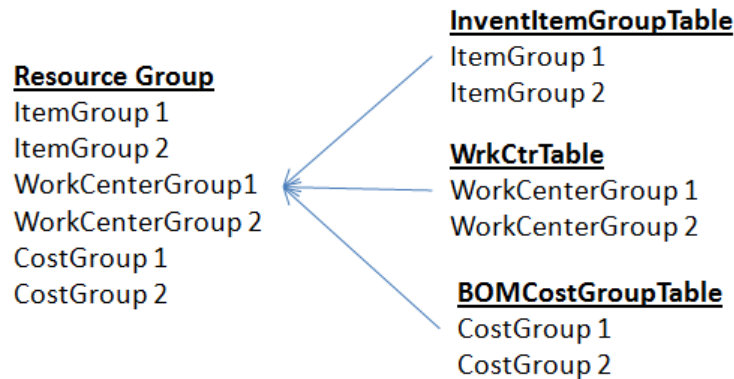 Resource Group
ItemGroup 1
ItemGroup 2
WorkCenterGroup1
WorkCenterGroup 2
CostGroup 1
CostGroup 2
InventItemGroupTable
ItemGroup 1
ItemGroup 2
WrkCtrTable
WorkCenterGroup 1
WorkCenterGroup 2
BOMCostGroupTable
CostGroup 1
CostGroup 2